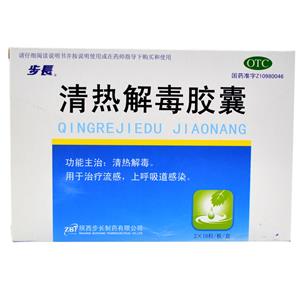 请仔细阅读说明书并按说明使用或在药师指导下购买和使用
OTC
步長
国药准字Z10980046
清热解毒胶囊
QINGREJIEDU JIAONANG
功能主治：清热解毒。
用于治疗流感，上呼吸道感染。
ZBT
陕西步长制药有限公司